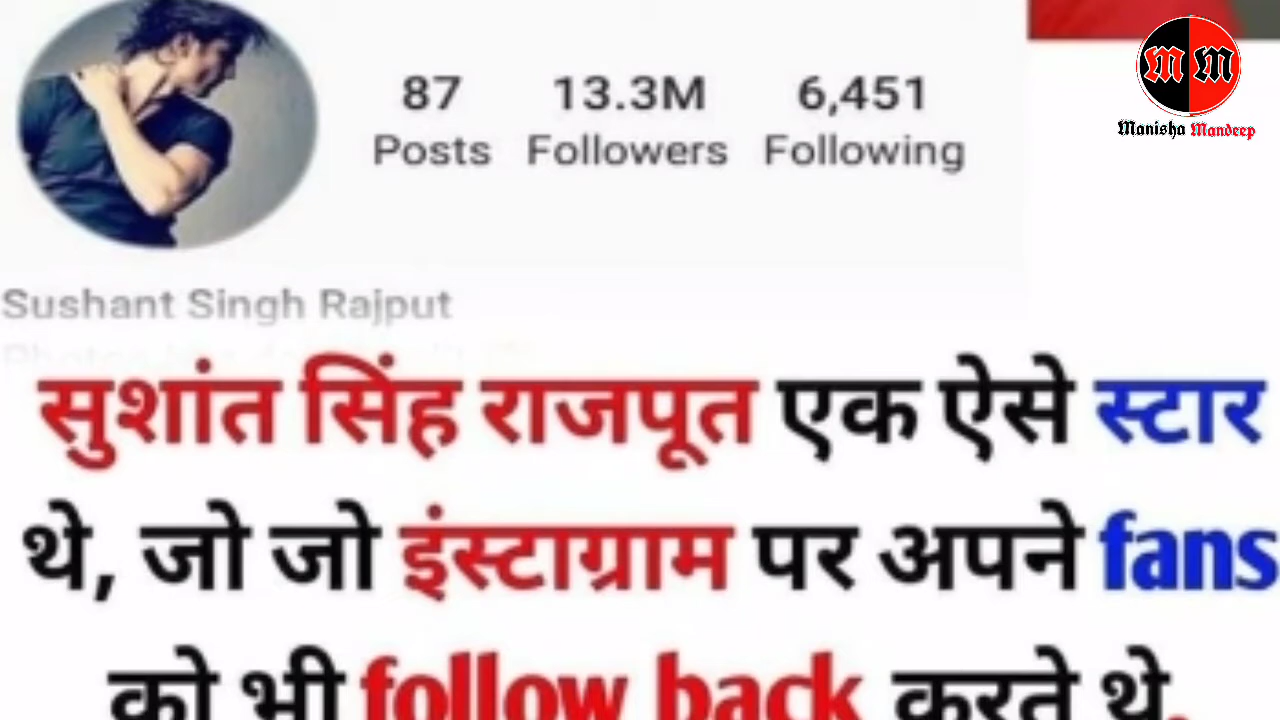 87 13.3M 6,451
Posts Followers Following
MM
Manisha Mandeep
Sushant Singh Rajput
सुशांत सिंह राजपूत एक ऐसे स्टार
थे, जो जो इंस्टाग्राम पर अपने fans
को भी follow back करते थे.